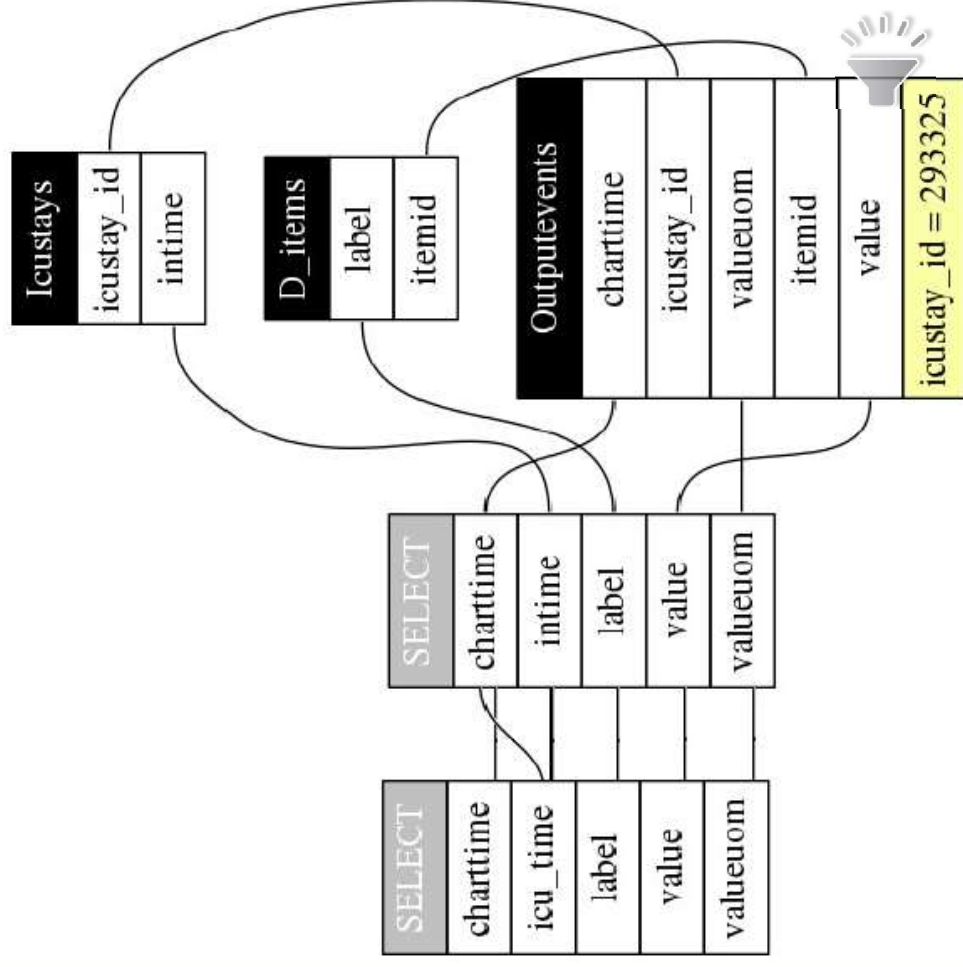 Icustays
icustay_id
intime
D_items
label
itemid
Outputevents
charttime
icustay_id
valueuom
itemid
value
icustay_id = 293325
SELECT
charttime
intime
label
value
valueuom
SELECT
charttime
icu_time
label
value
valueuom